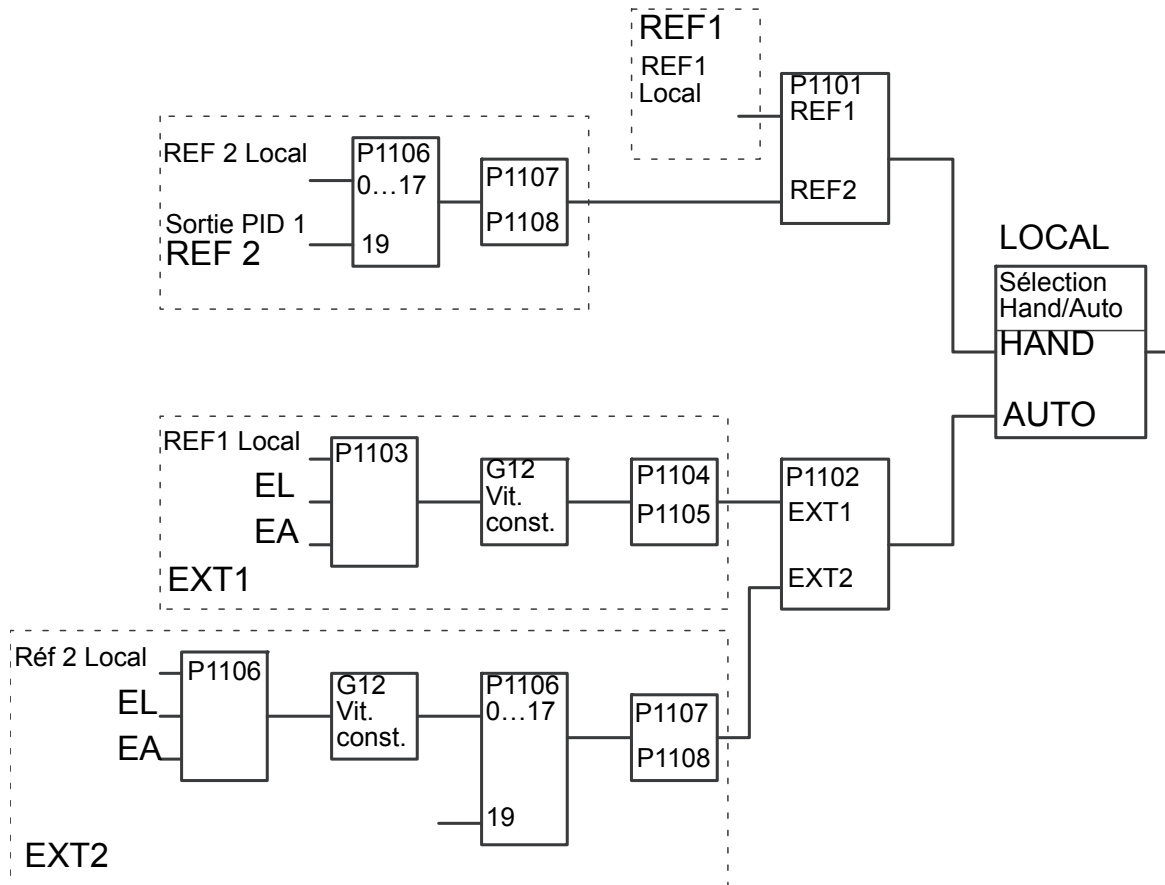 REF1
REF1
Local
P1101
REF1
REF2
REF 2 Local
P1106
0…17
19
Sortie PID 1
REF 2
P1107
P1108
LOCAL
Sélection
Hand/Auto
HAND
AUTO
REF1 Local
EL
EA
P1103
G12
Vit.
const.
P1104
P1105
EXT1
P1102
EXT1
EXT2
Réf 2 Local
EL
EA
P1106
G12
Vit.
const.
P1106
0…17
19
P1107
P1108
EXT2